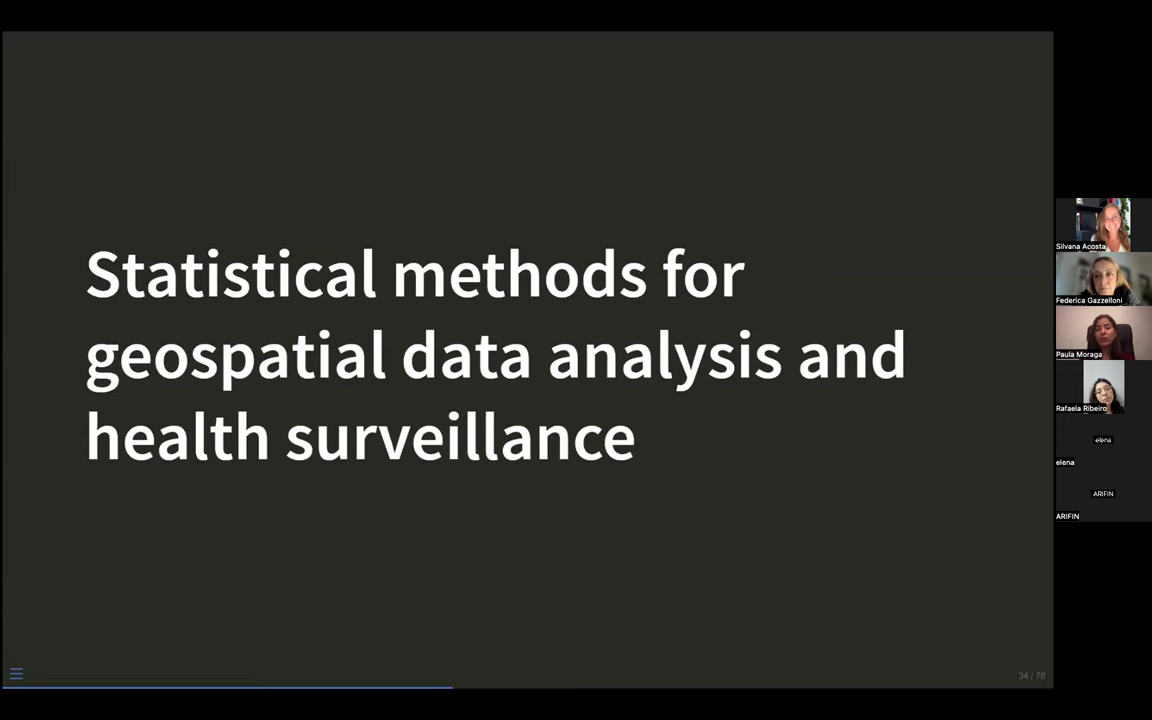 Statistical methods for
geospatial data analysis and
health surveillance
34 / 78
Silvana Acosta
Federica Gazzelloni
Paula Moraga
Rafaela Ribeiro
elena
elena
ARIFIN
ARIFIN